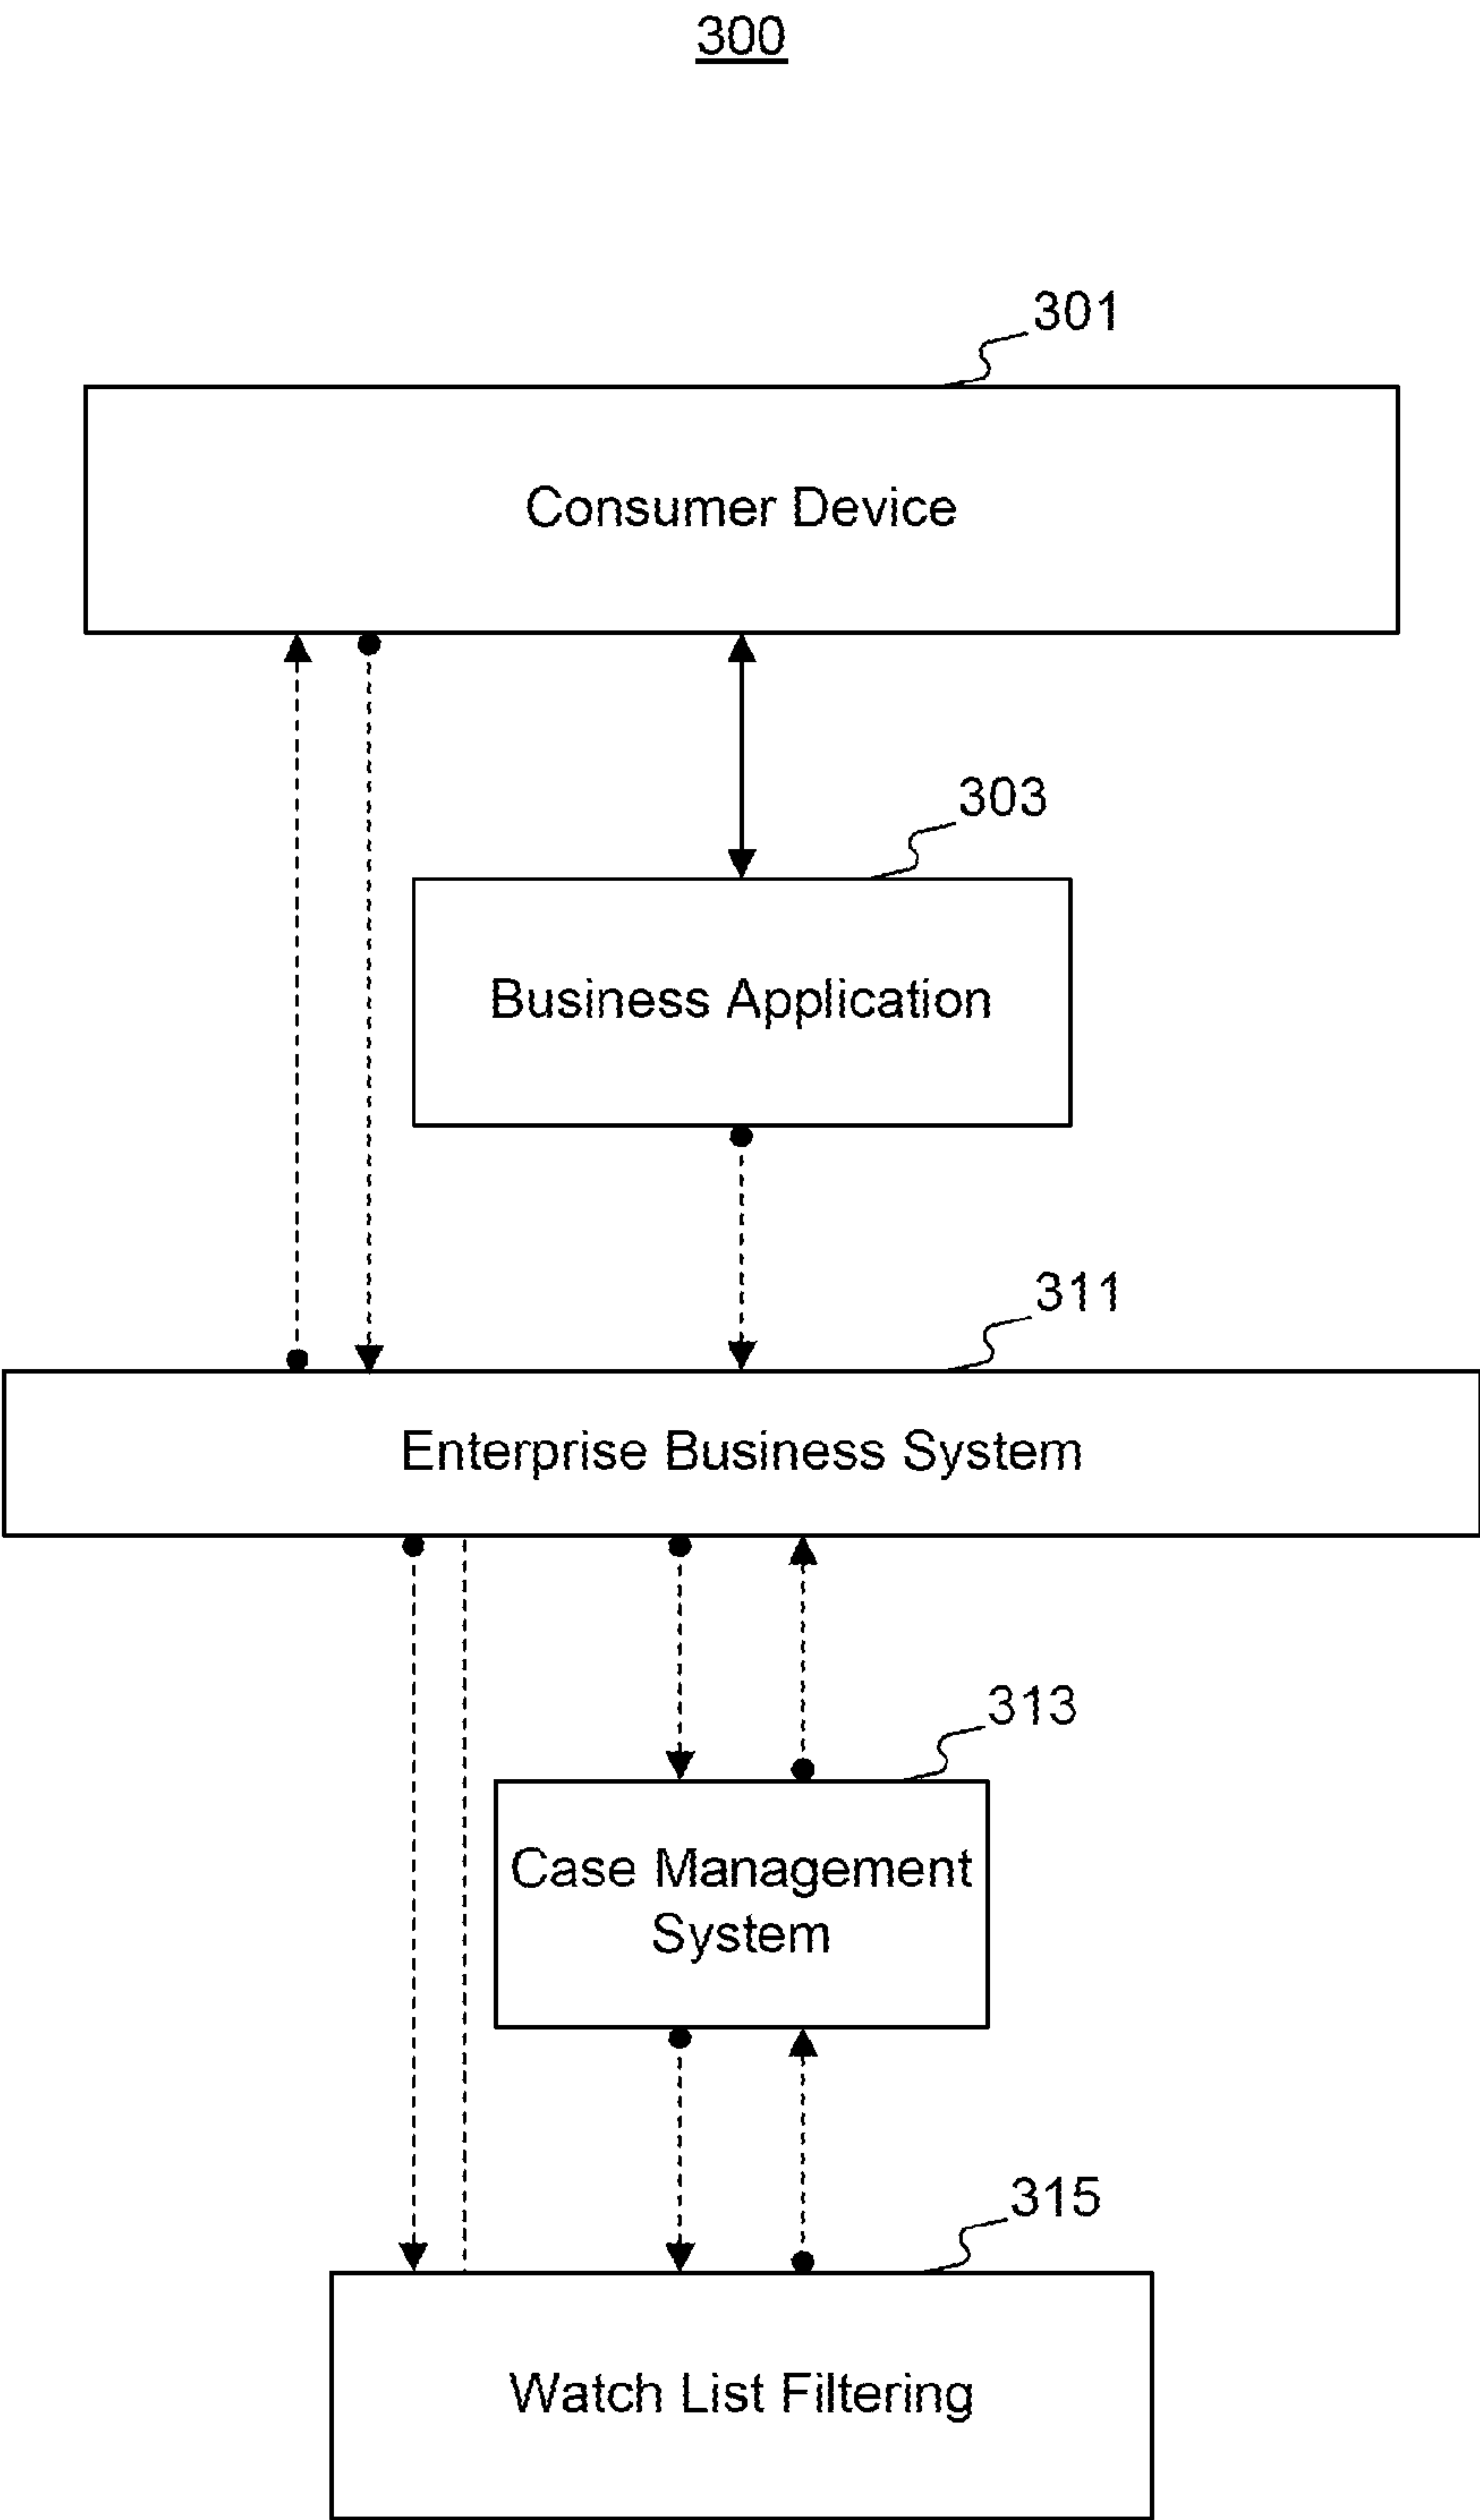 300
301
Consumer Device
303
Business Application
311
Enterprise Business System
313
Case Management
System
315
Watch List Filtering